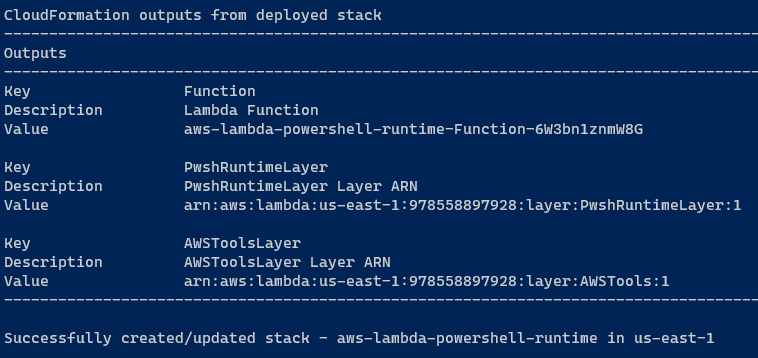 CloudFormation outputs from deployed stack
-------------------------------------------------------------------------------------
Outputs
-------------------------------------------------------------------------------------
Key                 Function
Description         Lambda Function
Value               aws-lambda-powershell-runtime-Function-6W3bn1znmW8G

Key                 PwshRuntimeLayer
Description         PwshRuntimeLayer Layer ARN
Value               arn:aws:lambda:us-east-1:978558897928:layer:PwshRuntimeLayer:1

Key                 AWSToolsLayer
Description         AWSToolsLayer Layer ARN
Value               arn:aws:lambda:us-east-1:978558897928:layer:AWSTools:1
-------------------------------------------------------------------------------------

Successfully created/updated stack - aws-lambda-powershell-runtime in us-east-1